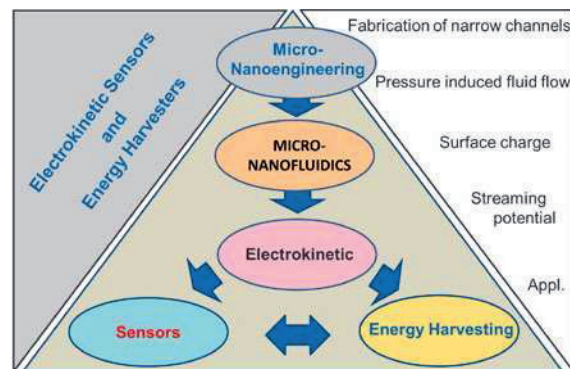 Electrokinetic Sensors
and
Energy Harvesters
Micro-
Nanoengineering
MICRO-
NANOFLUIDICS
Electrokinetic
Sensors
Energy Harvesting
Fabrication of narrow channels
Pressure induced fluid flow
Surface charge
Streaming
potential
Appl.